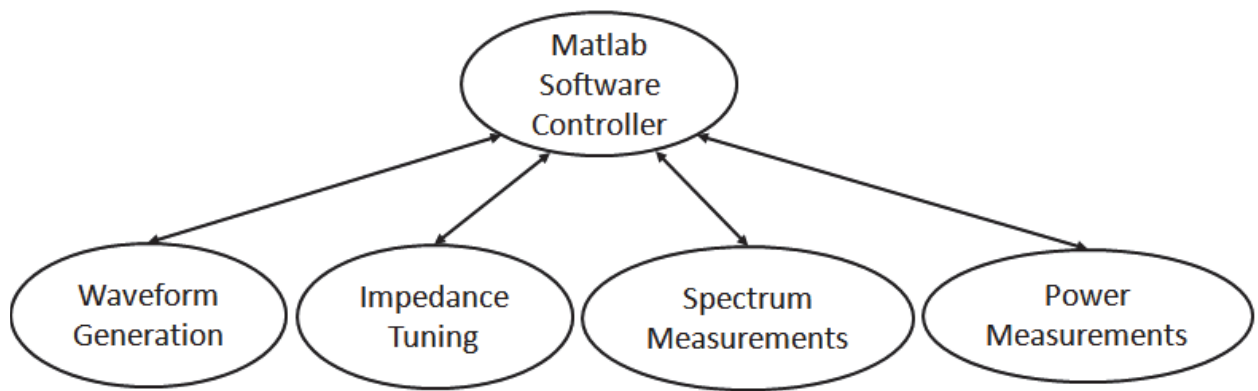 Matlab
Software
Controller
Waveform
Generation
Impedance
Tuning
Spectrum
Measurements
Power
Measurements